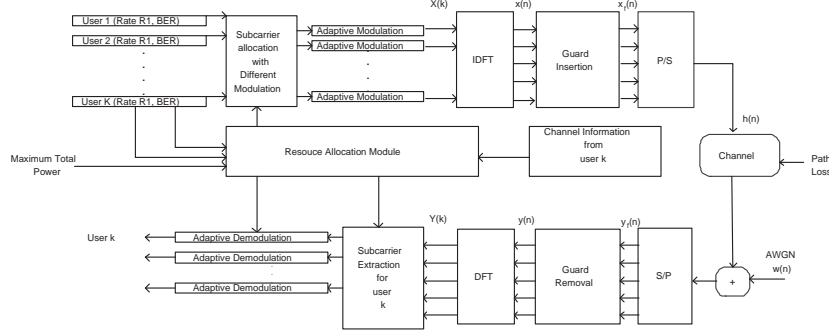 X(k)
x(n)
x_f(n)
User 1 (Rate R1, BER)
User 2 (Rate R1, BER)
User K (Rate R1, BER)
Subcarrier
allocation
with
Different
Modulation
Adaptive Modulation
Adaptive Modulation
Adaptive Modulation
IDFT
Guard
Insertion
P/S
h(n)
Maximum Total
Power
Resouce Allocation Module
Channel Information
from
user k
Channel
Path
Loss
Y(k)
y(n)
y_f(n)
User k
Adaptive Demodulation
Adaptive Demodulation
Adaptive Demodulation
Subcarrier
Extraction
for
user
k
DFT
Guard
Removal
S/P
+
AWGN
w(n)